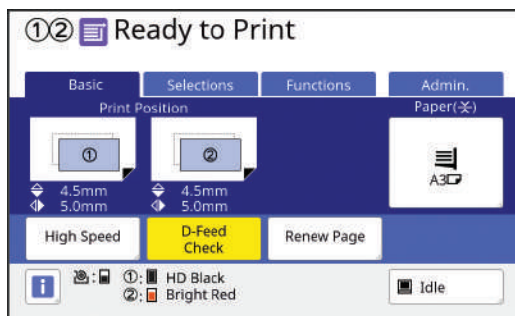 ①② Ready to Print
Basic Selections Functions Admin.
Print Position Paper(⚹)
① ②
4.5mm 4.5mm
5.0mm 5.0mm
A3
High Speed D-Feed Check Renew Page
i ①: HD Black
②: Bright Red
Idle